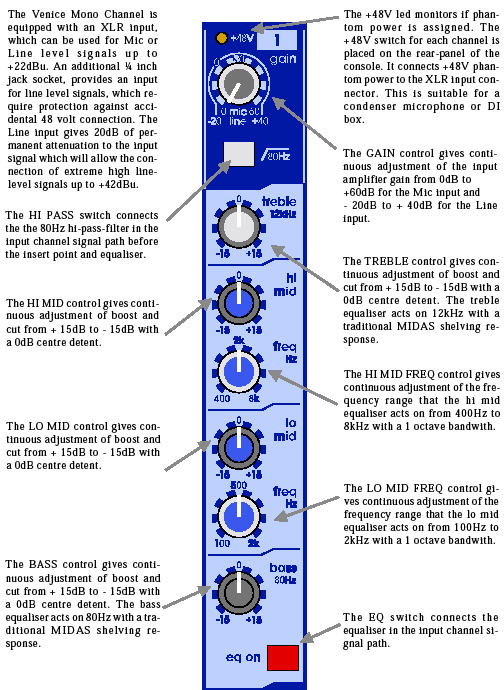 The Venice Mono Channel is
equipped with an XLR input,
which can be used for Mic or
Line level signals up to
+22dBu. An additional ¼ inch
jack socket, provides an input
for line level signals, which re-
quire protection against acci-
dental 48 volt connection. The
Line input gives 20dB of per-
manent attenuation to the input
signal which will allow the con-
nection of extreme high line-
level signals up to +42dBu.
The HI PASS switch connects
the the 80Hz hi-pass-filter in the
input channel signal path before
the insert point and equaliser.
The HI MID control gives conti-
nuous adjustment of boost and
cut from + 15dB to - 15dB with
a 0dB centre detent.
The LO MID control gives con-
tinuous adjustment of boost and
cut from + 15dB to - 15dB with
a 0dB centre detent.
The BASS control gives conti-
nuous adjustment of boost and
cut from + 15dB to - 15dB with
a 0dB centre detent. The bass
equaliser acts on 80Hz with a tra-
ditional MIDAS shelving re-
sponse.
+48V
1
gain
30
0 mic 60
-20 line +40
/80Hz
treble
12kHz
0
-15 +15
hi
mid
0
-15 +15
2k
freq
Hz
400 8k
lo
mid
0
-15 +15
500
freq
Hz
100 2k
bass
80Hz
0
-15 +15
eq on
The +48V led monitors if phan-
tom power is assigned. The
+48V switch for each channel is
placed on the rear-panel of the
console. It connects +48V phan-
tom power to the XLR input con-
nector. This is suitable for a
condenser microphone or DI
box.
The GAIN control gives conti-
nuous adjustment of the input
amplifier gain from 0dB to
+60dB for the Mic input and
- 20dB to + 40dB for the Line
input.
The TREBLE control gives con-
tinuous adjustment of boost and
cut from + 15dB to - 15dB with a
0dB centre detent. The treble
equaliser acts on 12kHz with a
traditional MIDAS shelving re-
sponse.
The HI MID FREQ control gives
continuous adjustment of the fre-
quency range that the hi mid
equaliser acts on from 400Hz to
8kHz with a 1 octave bandwith.
The LO MID FREQ control gi-
ves continuous adjustment of the
frequency range that the lo mid
equaliser acts on from 100Hz to
2kHz with a 1 octave bandwith.
The EQ switch connects the
equaliser in the input channel si-
gnal path.